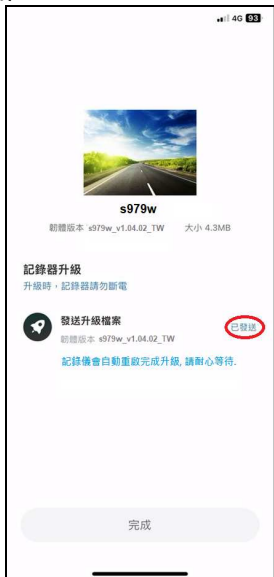 4G 93
s979w
韌體版本 s979w_v1.04.02_TW 大小 4.3MB
記錄器升級
升級時，記錄器請勿斷電
發送升級檔案 已發送
韌體版本 s979w_v1.04.02_TW
記錄儀會自動重啟完成升級, 請耐心等待.
完成